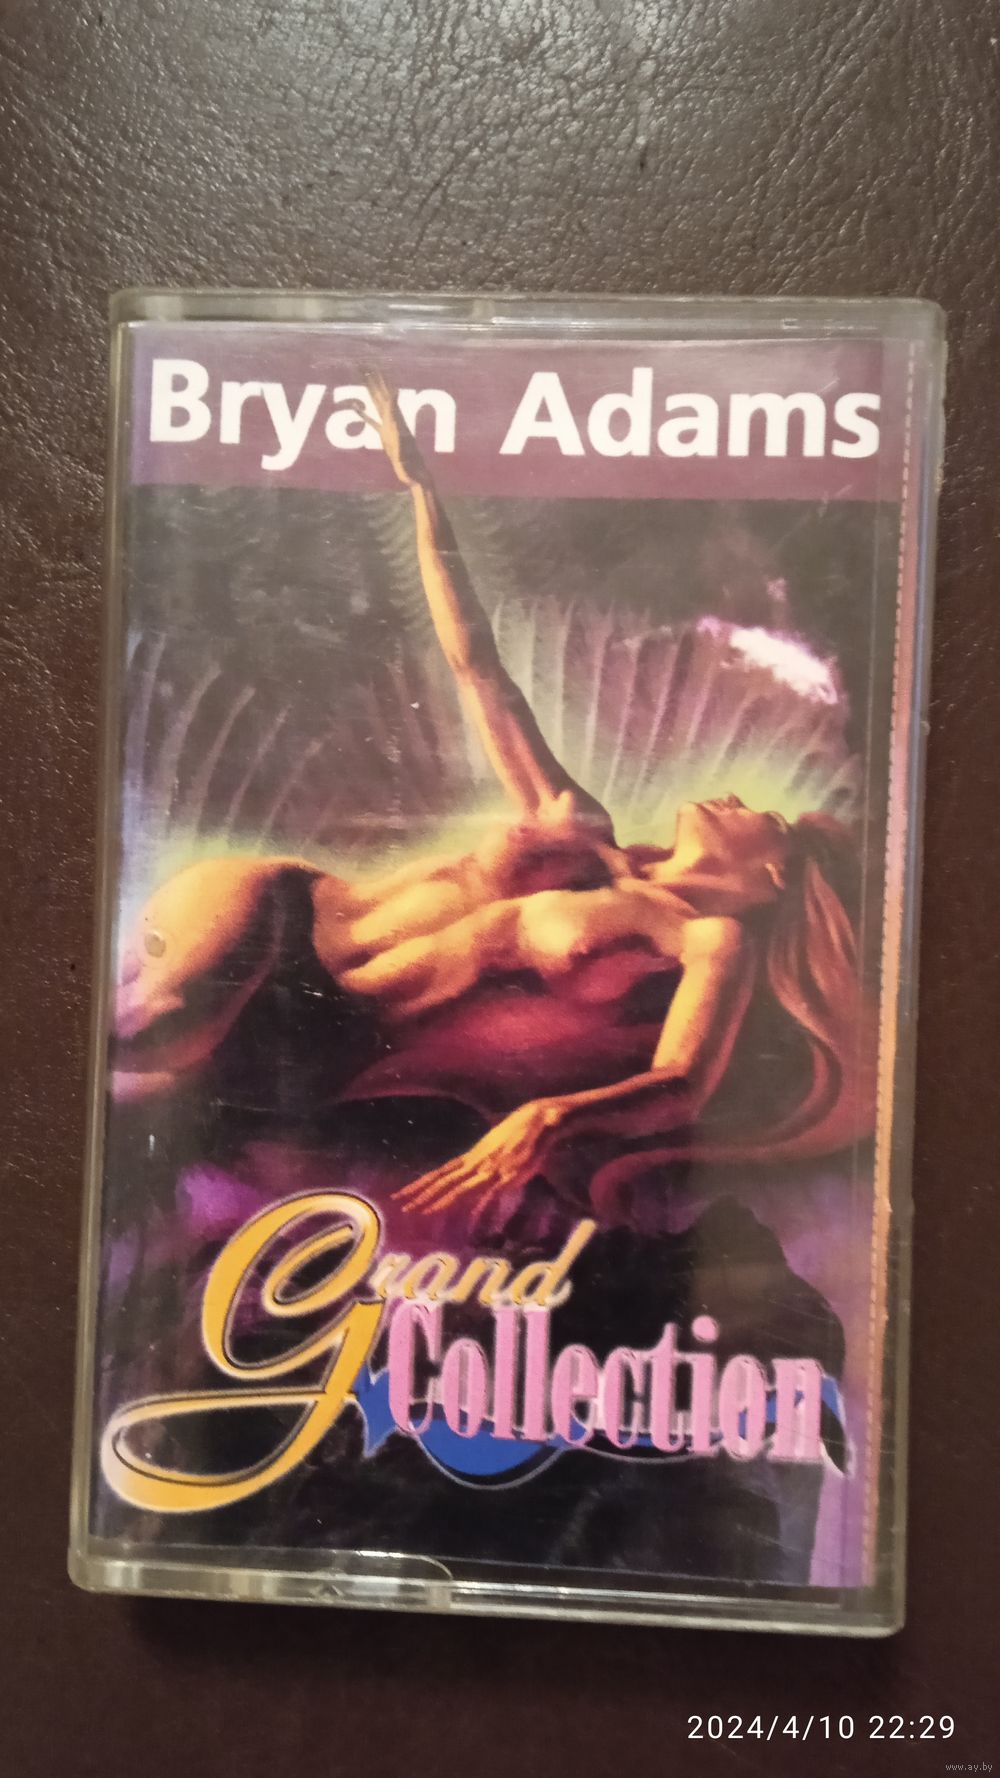 Bryan Adams
Grand
Collection
2024/4/10 22:29
www.ay.by